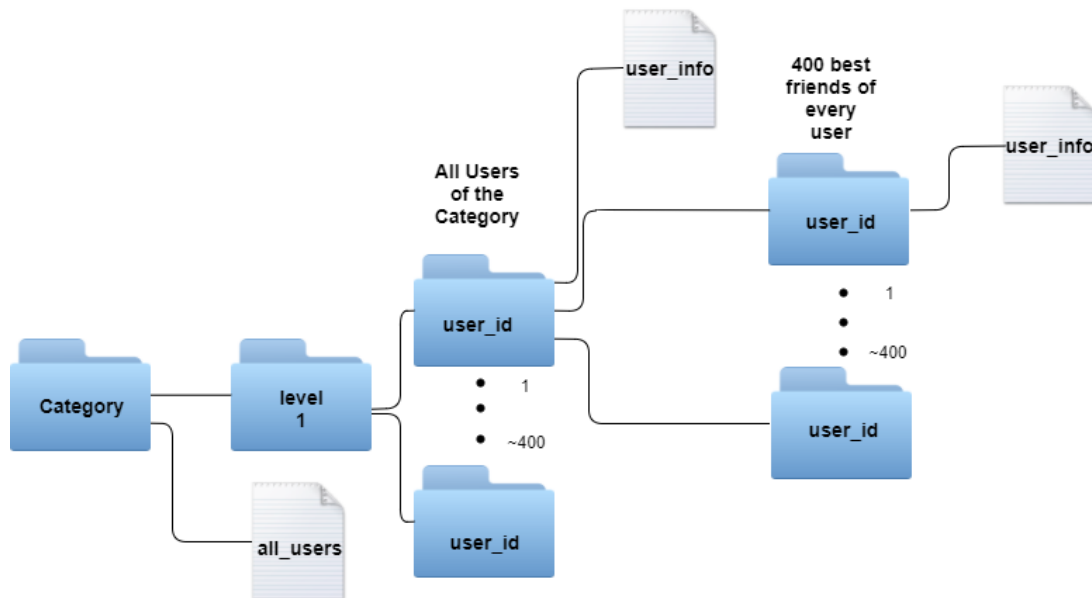 user_info
400 best
friends of
every
user
user_info
All Users
of the
Category
user_id
user_id
1
~400
Category
level
1
1
~400
user_id
user_id
all_users